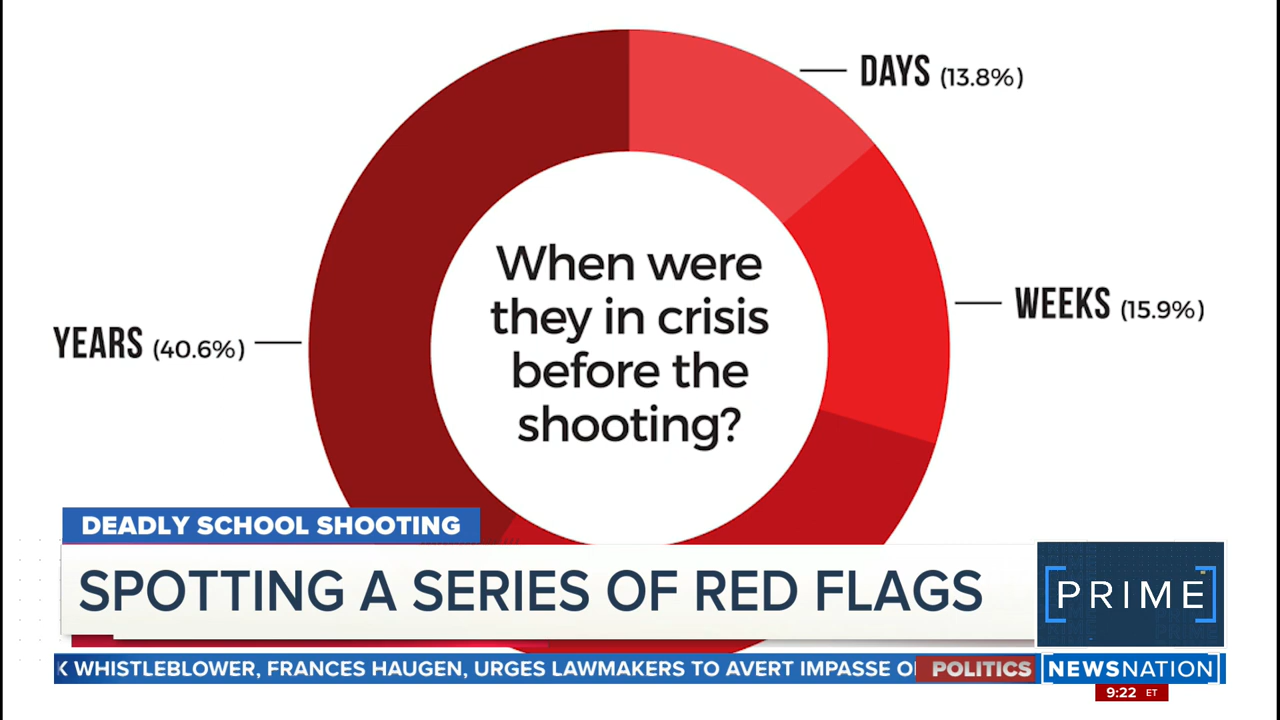 DAYS (13.8%)
When were
they in crisis
before the
shooting?
WEEKS (15.9%)
YEARS (40.6%)
DEADLY SCHOOL SHOOTING
SPOTTING A SERIES OF RED FLAGS
[PRIME]
K WHISTLEBLOWER, FRANCES HAUGEN, URGES LAWMAKERS TO AVERT IMPASSE O
POLITICS
NEWSNATION
9:22 ET